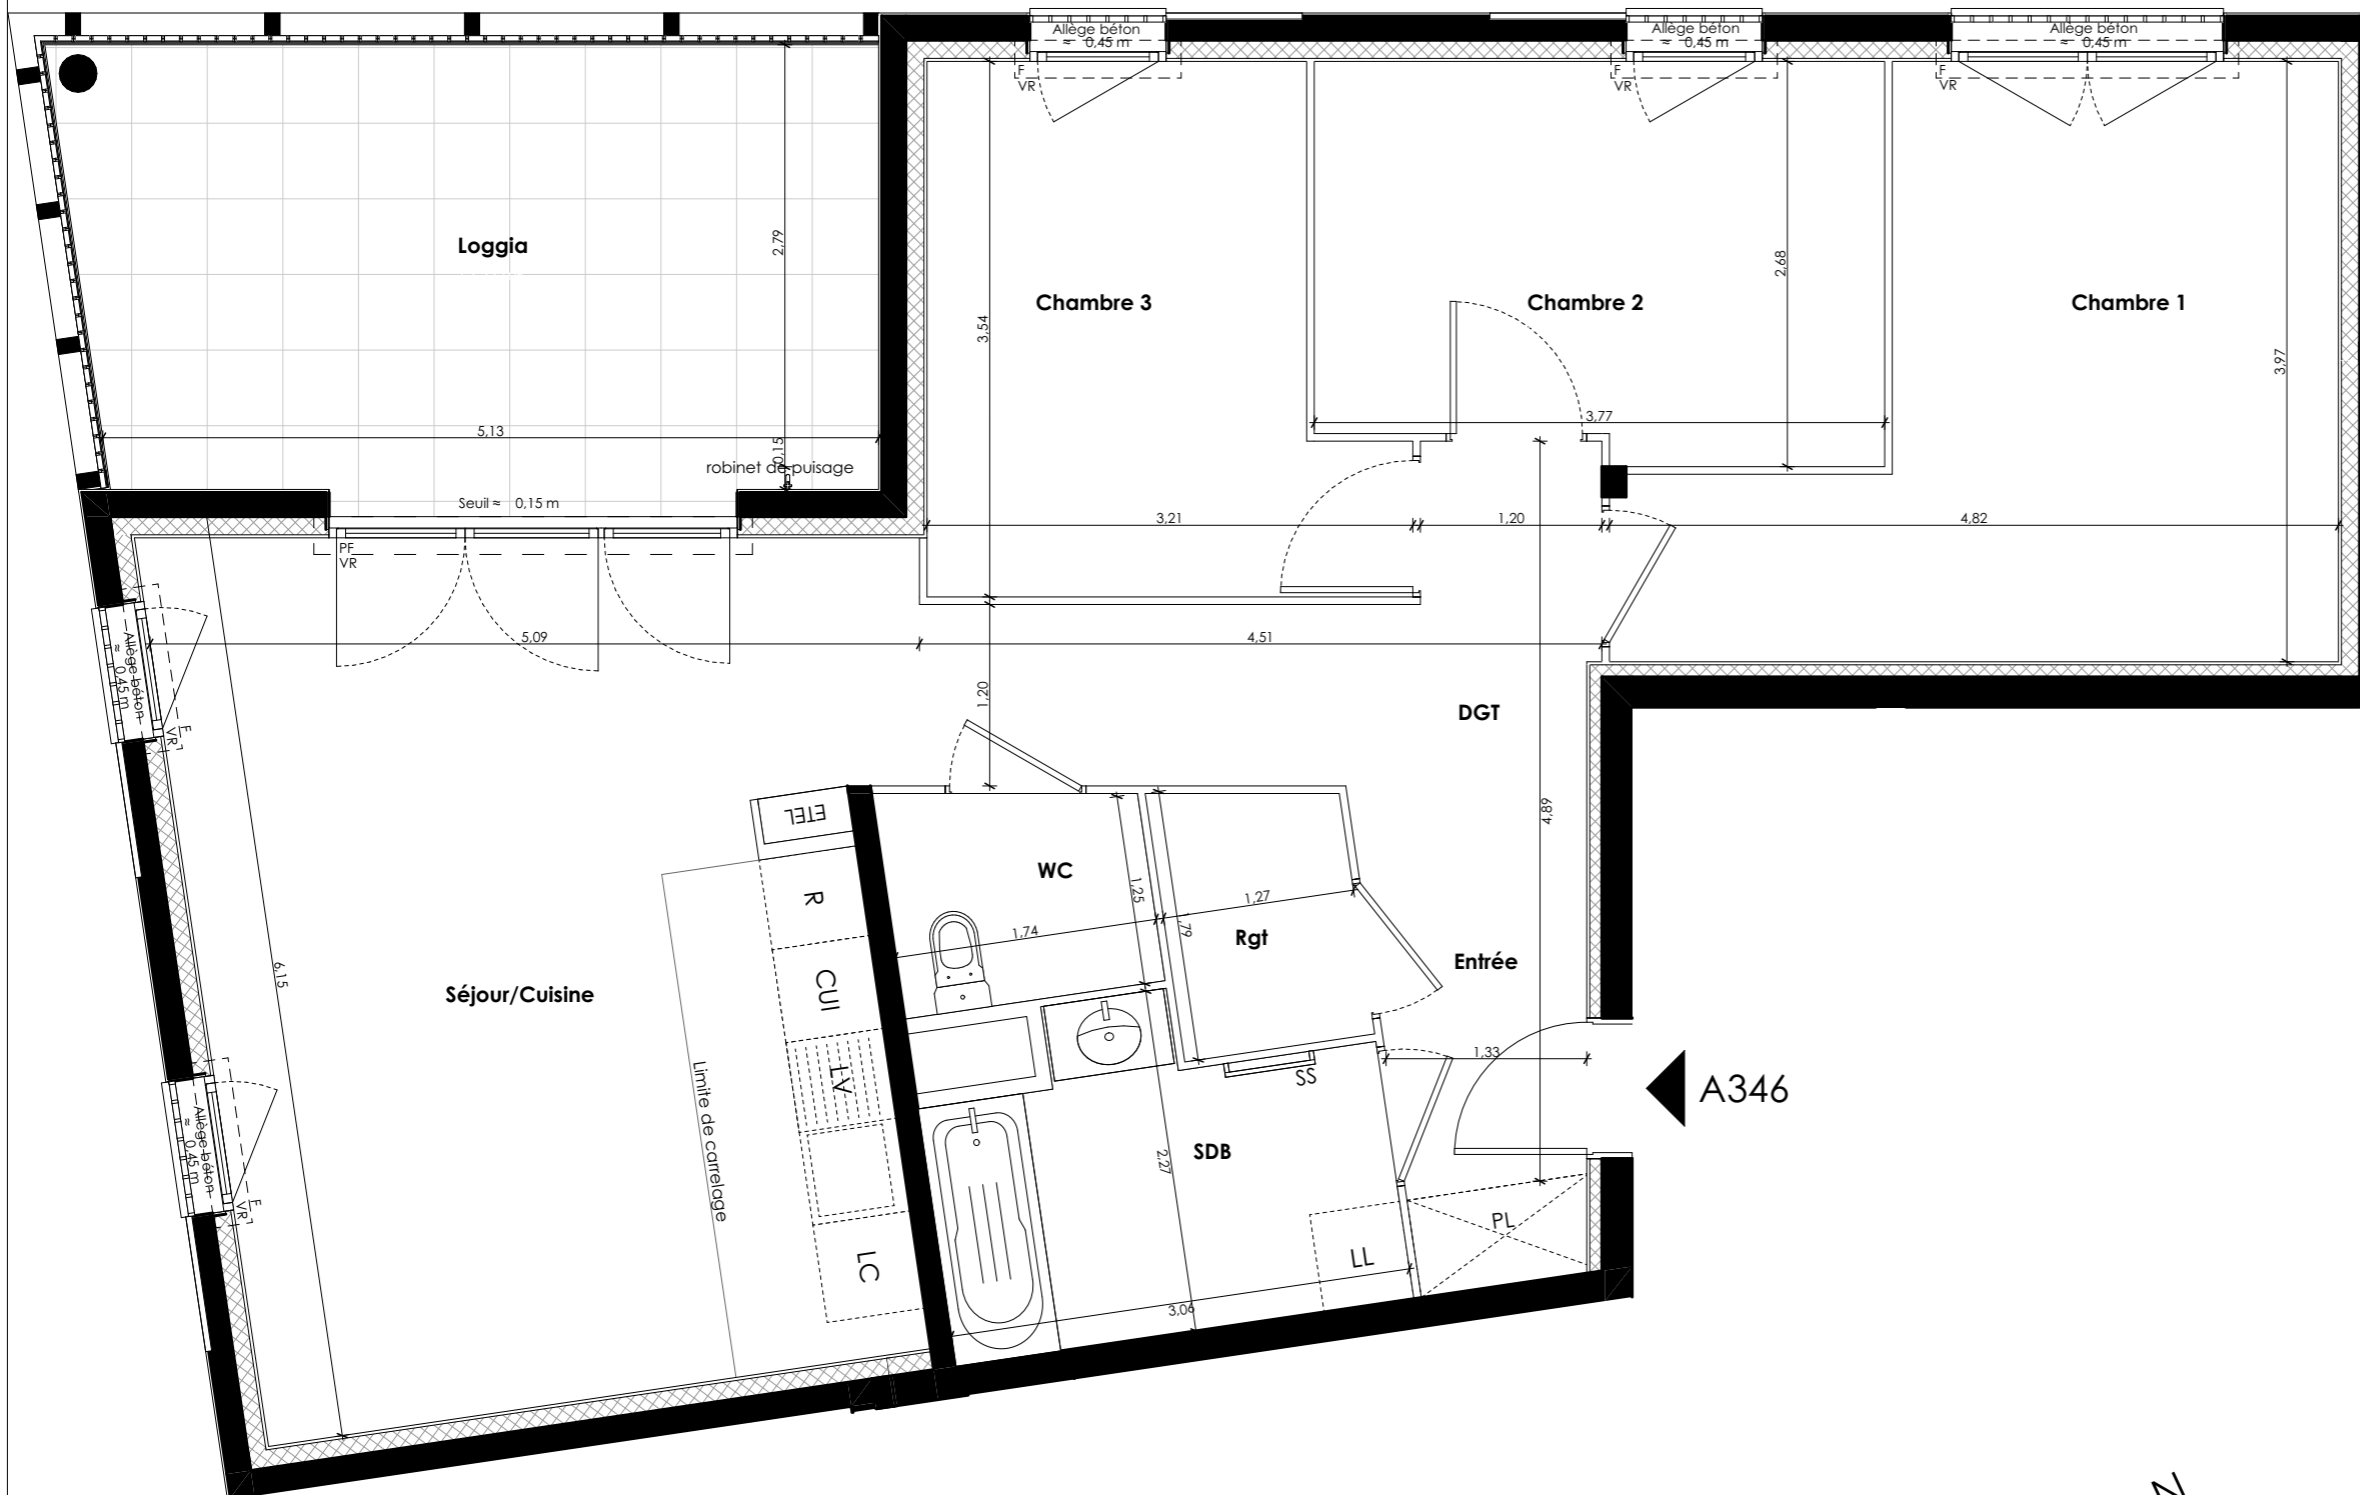 Allège béton
≈ 0,45 m
Allège béton
≈ 0,45 m
Allège béton
≈ 0,45 m
F
VR
F
VR
F
VR
Loggia
2,79
Chambre 3
3,54
Chambre 2
2,68
Chambre 1
3,97
5,13
3,77
0,15
robinet de puisage
Seuil ≈ 0,15 m
3,21
1,20
4,82
PF
VR
5,09
4,51
Allège béton
≈ 0,45 m
F
VR
1,20
DGT
4,89
ETEL
R
CUI
AT
LC
WC
1,25
1,74
1,27
,79
Rgt
Entrée
6,15
Séjour/Cuisine
Limite de carrelage
1,33
SS
A346
Allège béton
≈ 0,45 m
F
VR
SDB
2,27
PL
LL
3,06
N